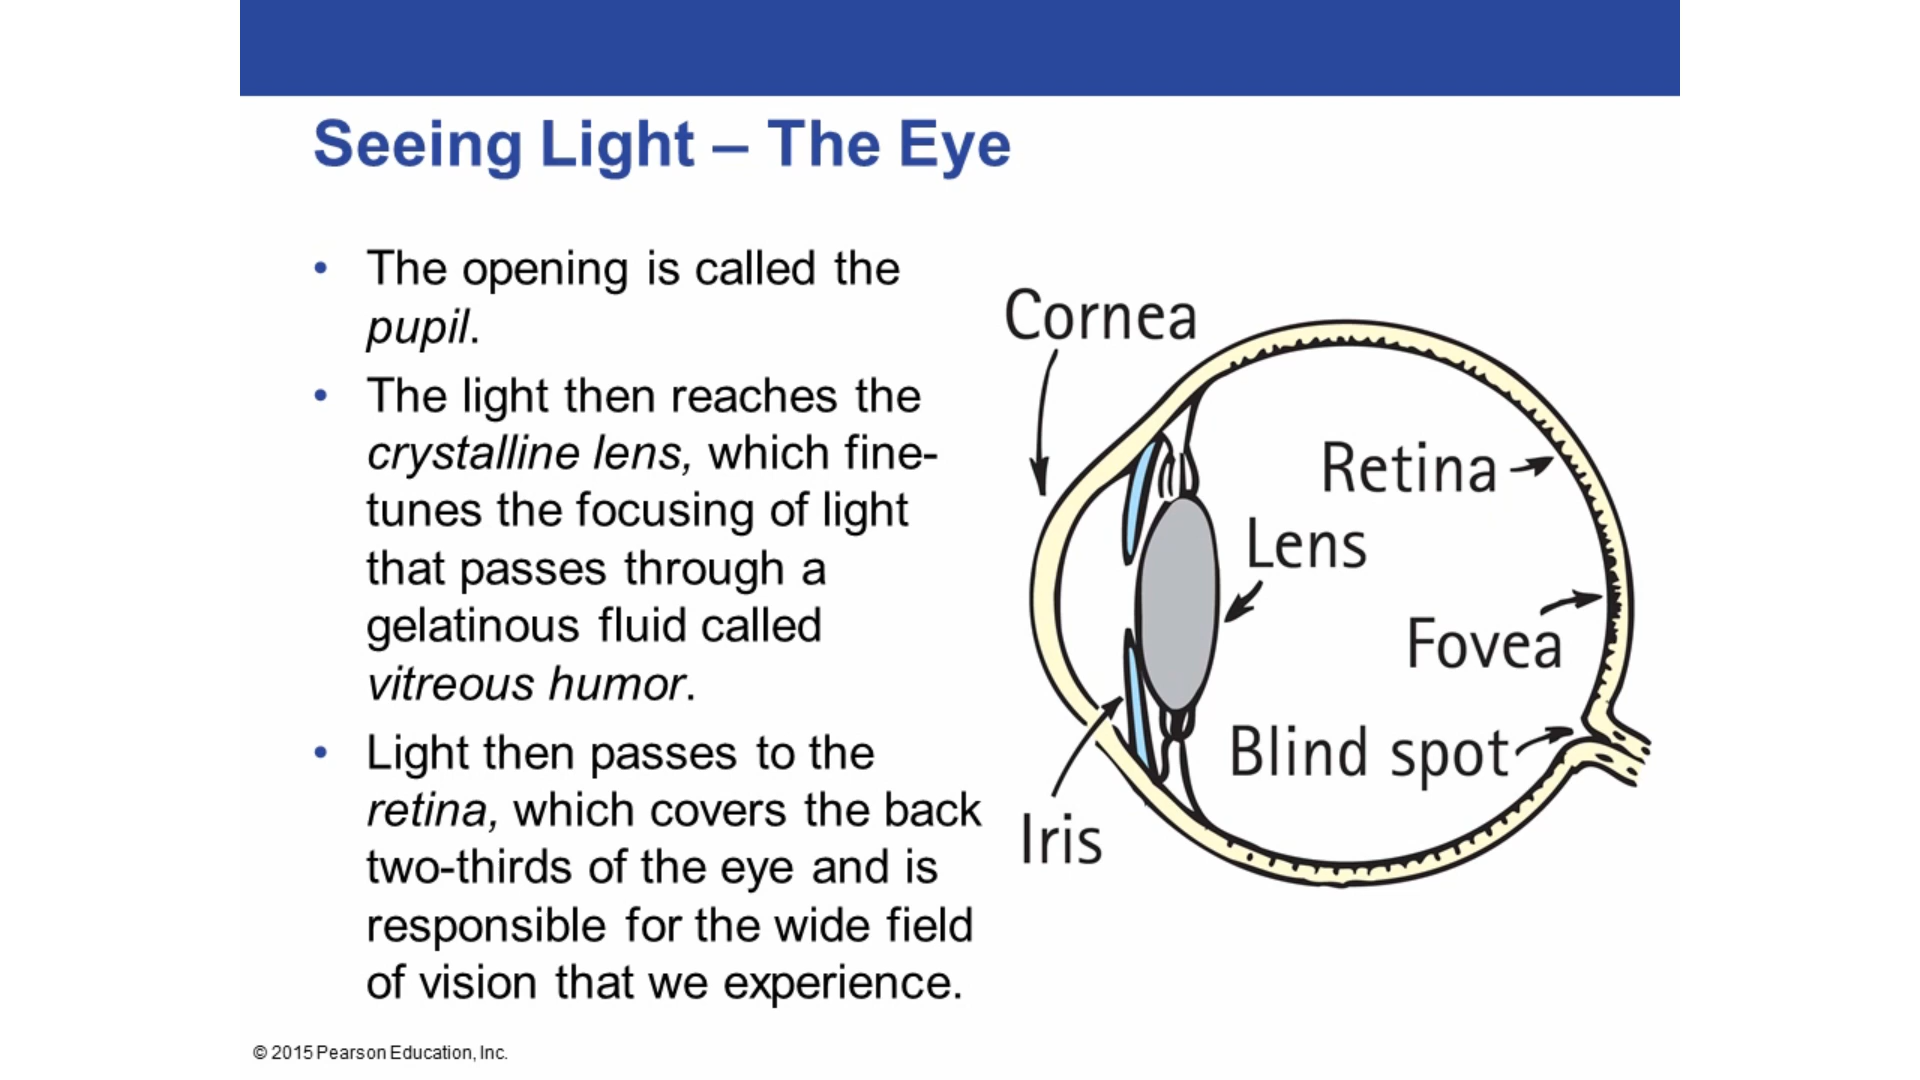 Seeing Light – The Eye
• The opening is called the
pupil.
• The light then reaches the
crystalline lens, which fine-
tunes the focusing of light
that passes through a
gelatinous fluid called
vitreous humor.
• Light then passes to the
retina, which covers the back
two-thirds of the eye and is
responsible for the wide field
of vision that we experience.
Cornea
Retina
Lens
Fovea
Blind spot
Iris
© 2015 Pearson Education, Inc.